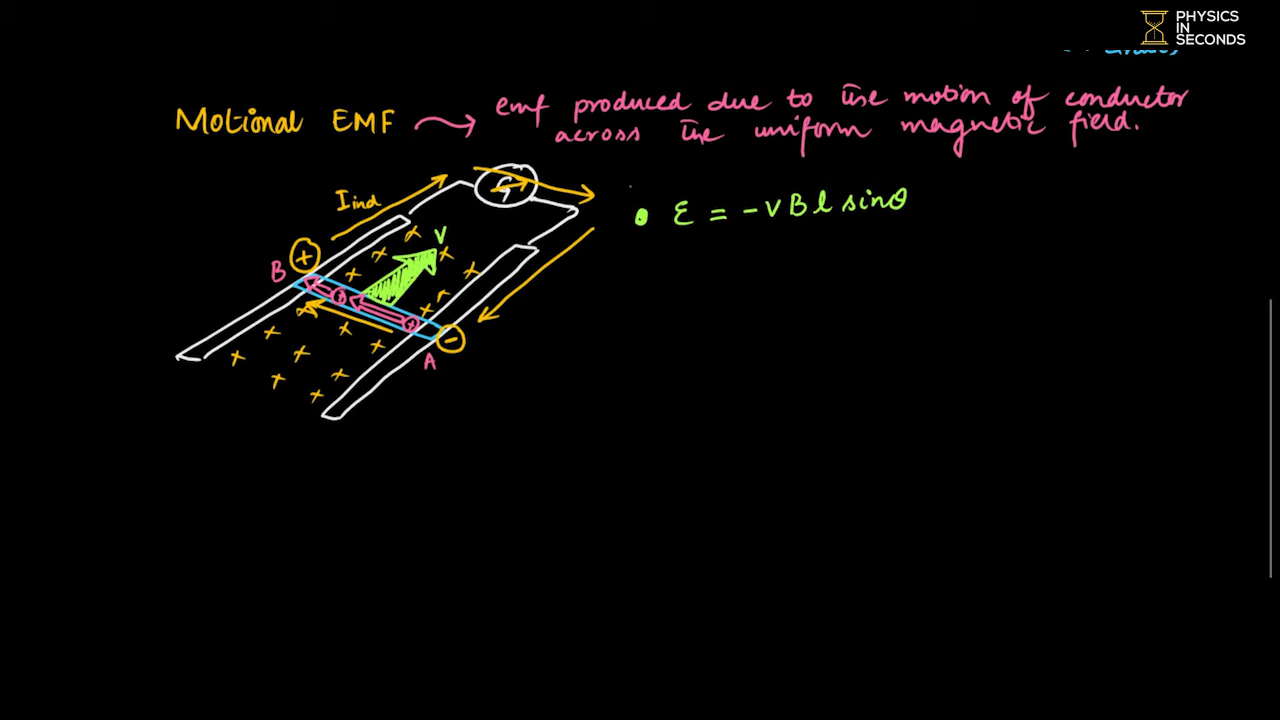 PHYSICS
IN
SECONDS
Motional EMF → emf produced due to the motion of conductor
across the uniform magnetic field.
G
I ind
• ε = -vBl sinθ
V
+
B
+
+
−
A